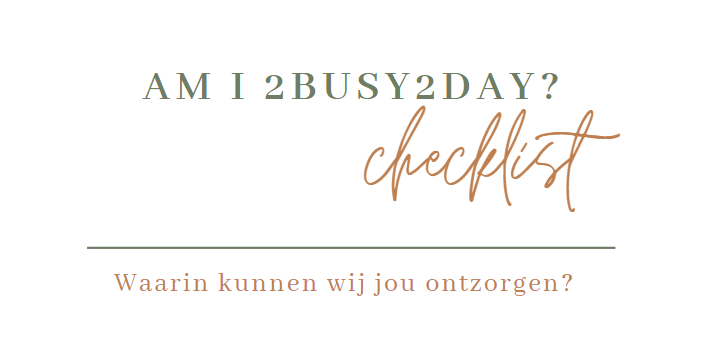 AM I 2BUSY2DAY?
checklist
Waarin kunnen wij jou ontzorgen?